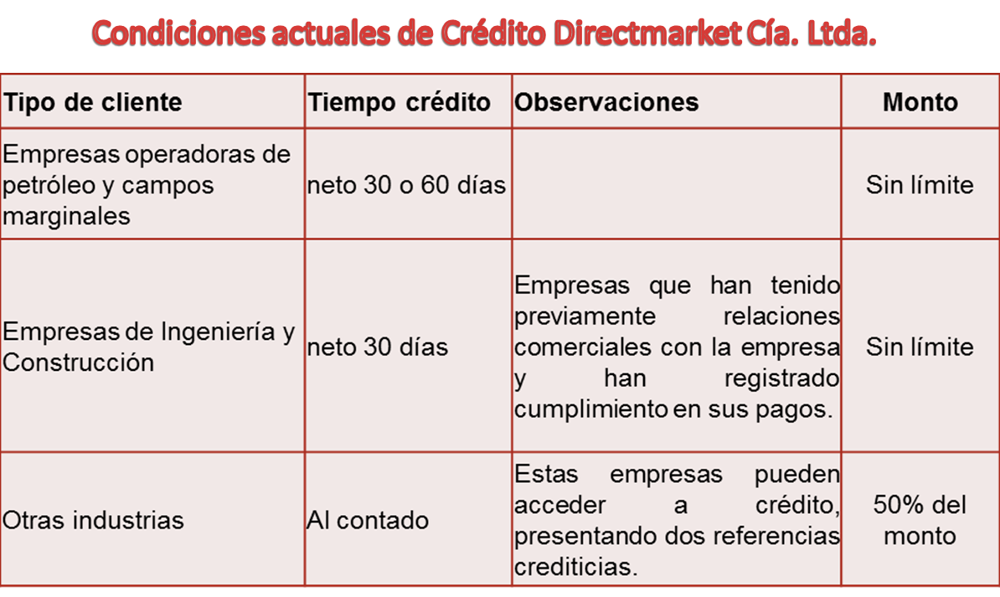 Condiciones actuales de Crédito Directmarket Cía. Ltda.
Tipo de cliente
Tiempo crédito
Observaciones
Monto
Empresas operadoras de
petróleo y campos
marginales
neto 30 o 60 días
Sin límite
Empresas de Ingeniería y
Construcción
neto 30 días
Empresas que han tenido
previamente relaciones
comerciales con la empresa
y han registrado
cumplimiento en sus pagos.
Sin límite
Otras industrias
Al contado
Estas empresas pueden
acceder a crédito,
presentando dos referencias
crediticias.
50% del
monto